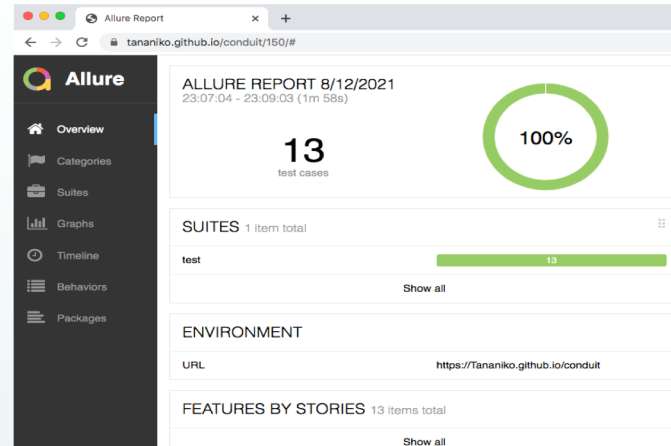 Allure Report × +
tananiko.github.io/conduit/150/#
Allure
Overview
Categories
Suites
Graphs
Timeline
Behaviors
Packages
ALLURE REPORT 8/12/2021
23:07:04 - 23:09:03 (1m 58s)
13
test cases
100%
SUITES 1 item total
test 13
Show all
ENVIRONMENT
URL https://Tananiko.github.io/conduit
FEATURES BY STORIES 13 items total
Show all